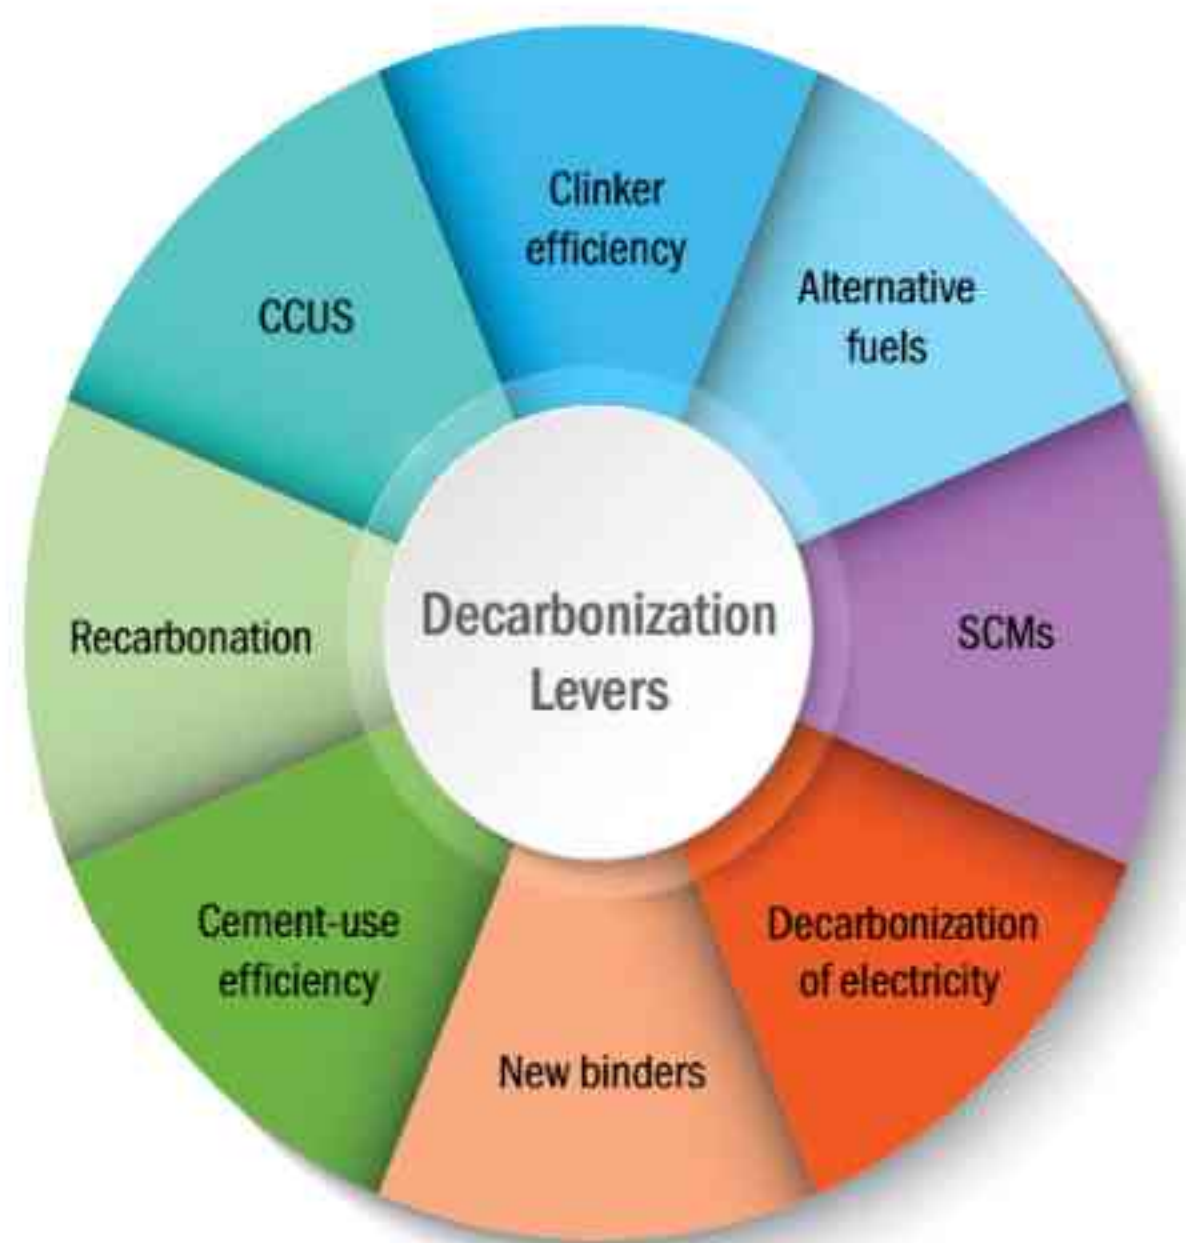 Clinker
efficiency
Alternative
fuels
SCMs
Decarbonization
of electricity
New binders
Cement-use
efficiency
Recarbonation
CCUS
Decarbonization
Levers